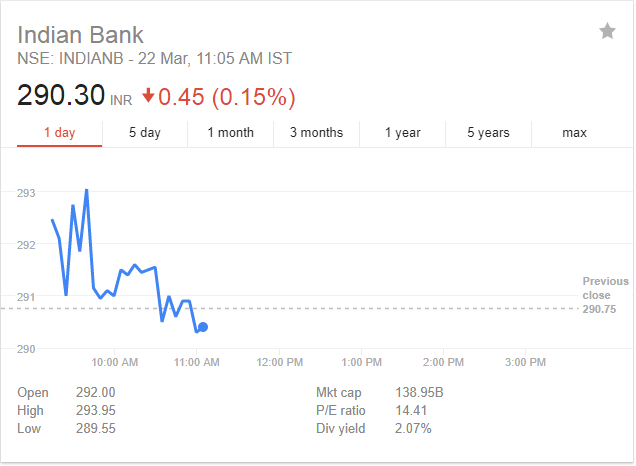 Indian Bank
NSE: INDIANB - 22 Mar, 11:05 AM IST
290.30 INR 0.45 (0.15%)
1 day 5 day 1 month 3 months 1 year 5 years max
293
292
291
290
Previous
close
290.75
10:00 AM 11:00 AM 12:00 PM 1:00 PM 2:00 PM 3:00 PM
Open 292.00 Mkt cap 138.95B
High 293.95 P/E ratio 14.41
Low 289.55 Div yield 2.07%